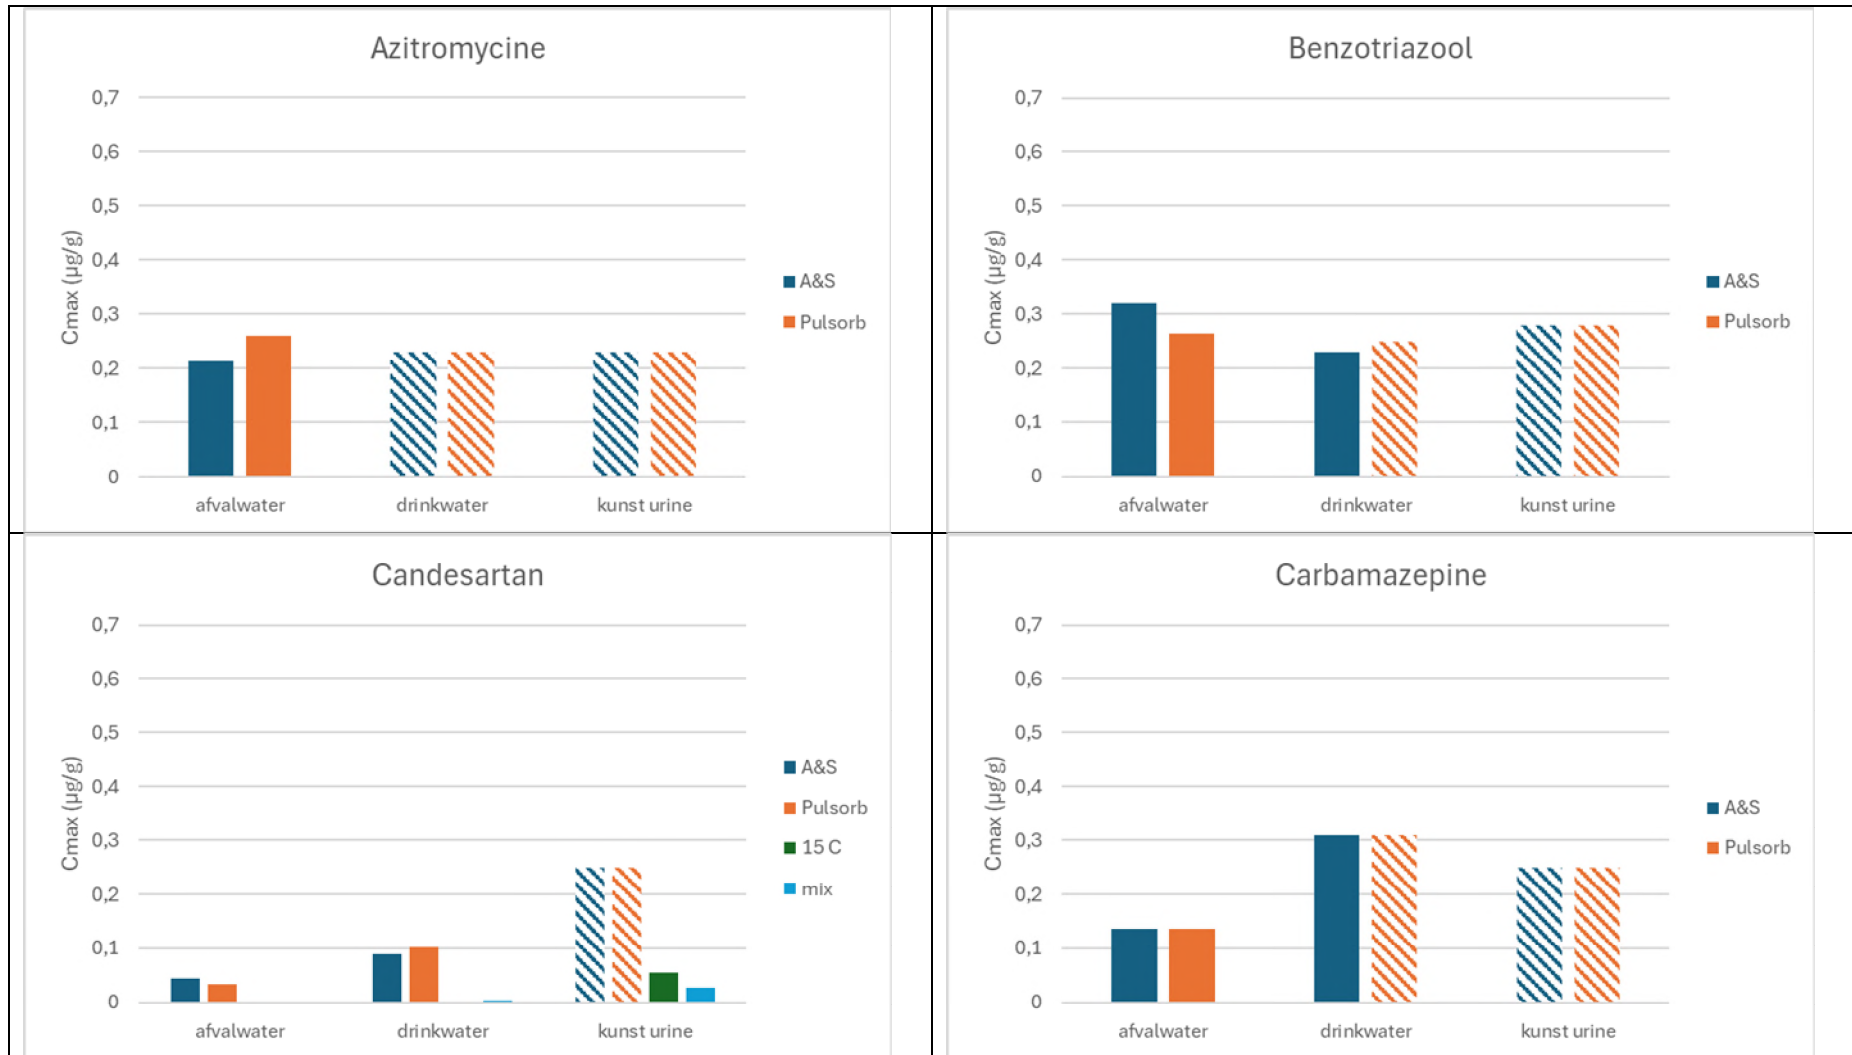 Azitromycine
0,7
0,6
0,5
0,4
0,3
0,2
0,1
0
Cmax (µg/g)
afvalwater drinkwater kunst urine
A&S
Pulsorb
Benzotriazool
0,7
0,6
0,5
0,4
0,3
0,2
0,1
0
Cmax (µg/g)
afvalwater drinkwater kunst urine
A&S
Pulsorb
Candesartan
0,7
0,6
0,5
0,4
0,3
0,2
0,1
0
Cmax (µg/g)
afvalwater drinkwater kunst urine
A&S
Pulsorb
15 C
mix
Carbamazepine
0,7
0,6
0,5
0,4
0,3
0,2
0,1
0
Cmax (µg/g)
afvalwater drinkwater kunst urine
A&S
Pulsorb